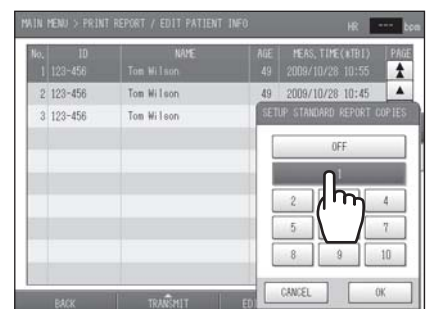 MAIN MENU > PRINT REPORT / EDIT PATIENT INFO HR --- bpm
No. ID NAME AGE MEAS. TIME(*TB1) PAGE
1 123-456 Tom Wilson 49 2009/10/28 10:55
2 123-456 Tom Wilson 49 2009/10/28 10:45
3 123-456 Tom Wilson
SETUP STANDARD REPORT COPIES
OFF
1
2 4
5 7
8 9 10
CANCEL OK
BACK TRANSMIT